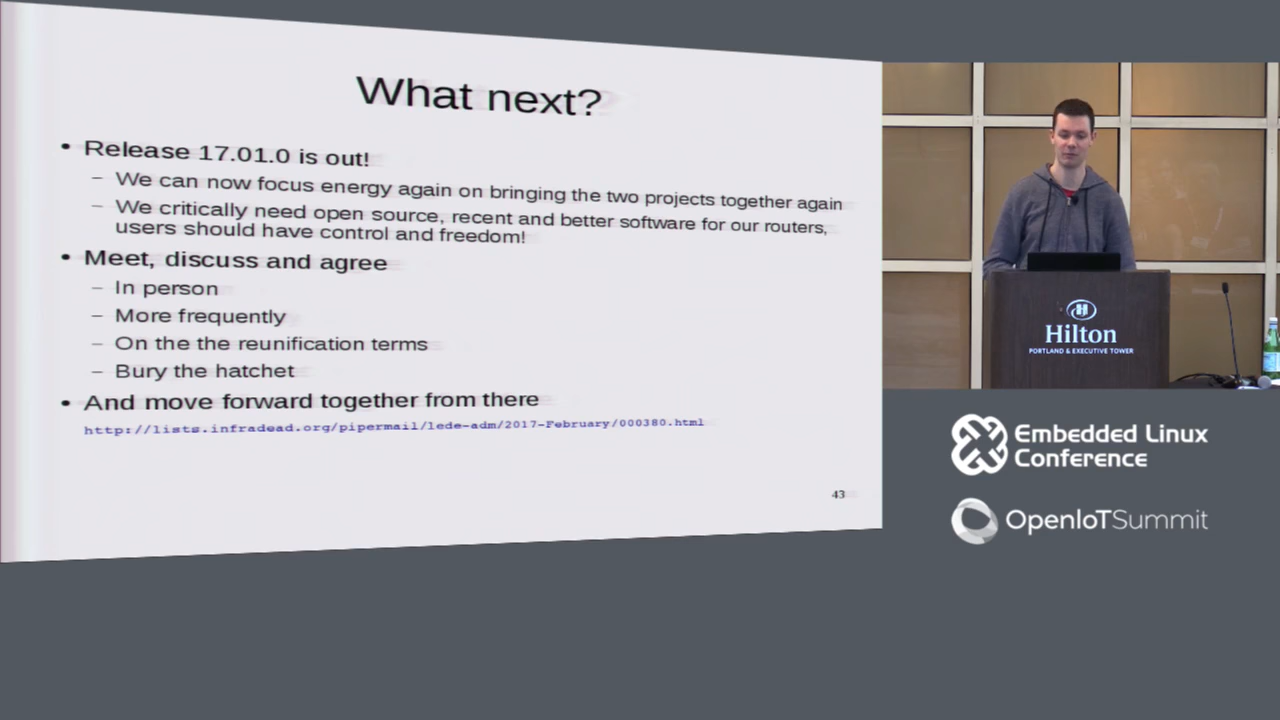 What next?
• Release 17.01.0 is out!
– We can now focus energy again on bringing the two projects together again
– We critically need open source, recent and better software for our routers,
users should have control and freedom!
• Meet, discuss and agree
– In person
– More frequently
– On the the reunification terms
– Bury the hatchet
• And move forward together from there
http://lists.infradead.org/pipermail/lede-adm/2017-February/000380.html
43
Hilton
PORTLAND & EXECUTIVE TOWER
Embedded Linux
Conference
OpenIoTSummit